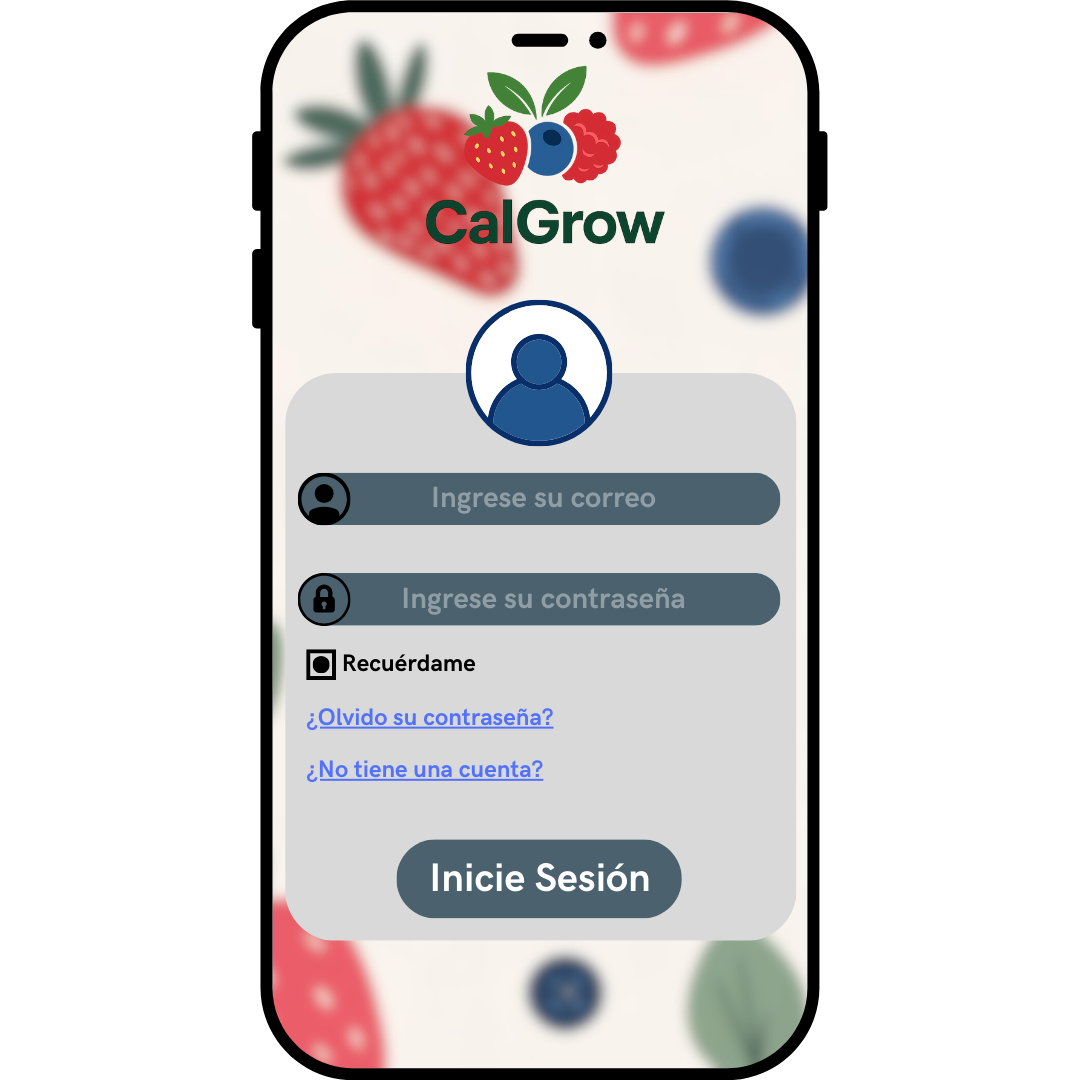 CalGrow
Ingrese su correo
Ingrese su contraseña
Recuérdame
¿Olvido su contraseña?
¿No tiene una cuenta?
Inicie Sesión